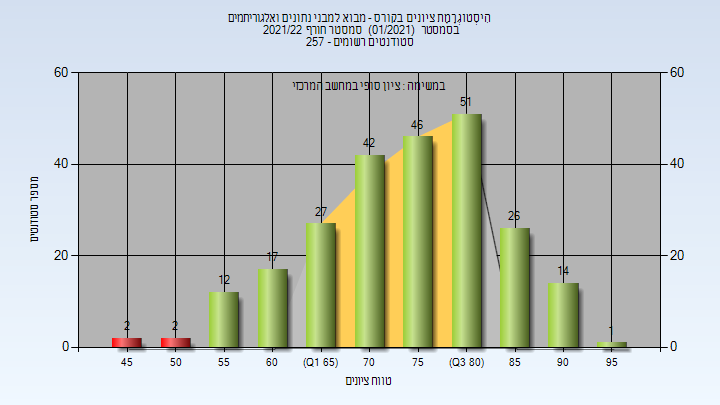 הִיסְטוֹגְרָמַת ציונים בקורס - מבוא למבני נתונים ואלגוריתמים
בסמסטר (01/2021) סמסטר חורף 2021/22
סטודנטים רשומים - 257
במשימה : ציון סופי במחשב המרכזי
60 60
40 40
20 20
0 0
מספר סטודנטים
2 2 12 17 27 42 46 51 26 14 1
45 50 55 60 (Q1 65) 70 75 (Q3 80) 85 90 95
טווח ציונים